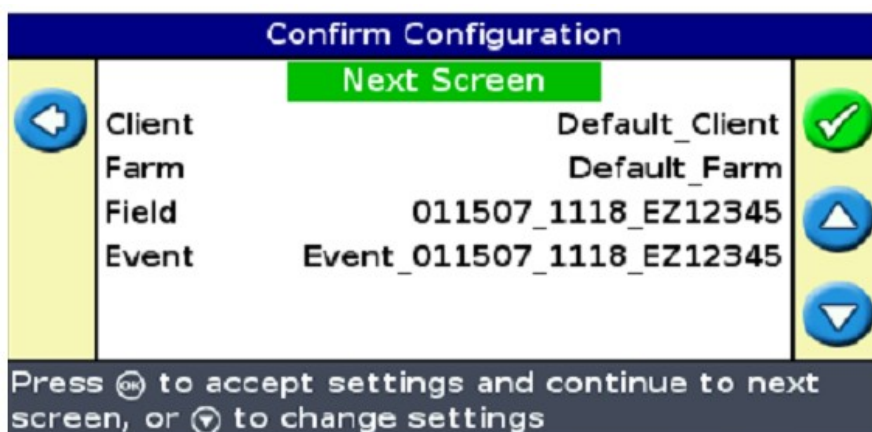 Confirm Configuration
Next Screen
Client Default_Client
Farm Default_Farm
Field 011507_1118_EZ12345
Event Event_011507_1118_EZ12345
Press OK to accept settings and continue to next
screen, or to change settings